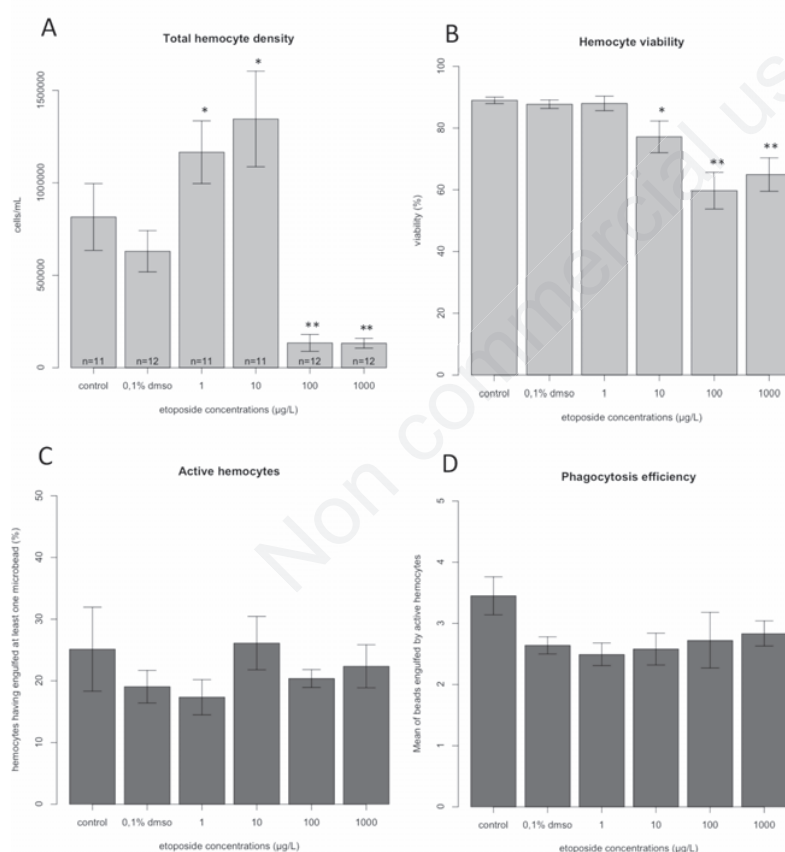 A
Total hemocyte density
cells/mL
1500000
1000000
500000
0
*
*
**
**
n=11
n=12
n=11
n=11
n=12
n=12
control
0,1% dmso
1
10
100
1000
etoposide concentrations (µg/L)
B
Hemocyte viability
viability (%)
100
80
60
40
20
0
*
**
**
control
0,1% dmso
1
10
100
1000
etoposide concentrations (µg/L)
C
Active hemocytes
hemocytes having engulfed at least one microbead (%)
50
40
30
20
10
0
control
0,1% dmso
1
10
100
1000
etoposide concentrations (µg/L)
D
Phagocytosis efficiency
Mean of beads engulfed by active hemocytes
5
4
3
2
1
0
control
0,1% dmso
1
10
100
1000
etoposide concentrations (µg/L)
Non commercial us